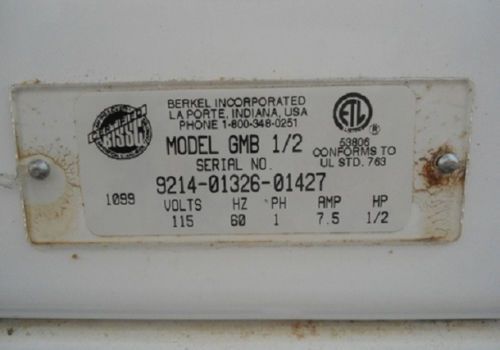 BERKEL INCORPORATED
LA PORTE, INDIANA, USA
PHONE 1-800-348-0251
MODEL GMB 1/2
SERIAL NO.
9214-01326-01427
1099
VOLTS HZ PH AMP HP
115 60 1 7.5 1/2
ETL
®
53806
CONFORMS TO
UL STD. 763
CERTIFIED
BISSC